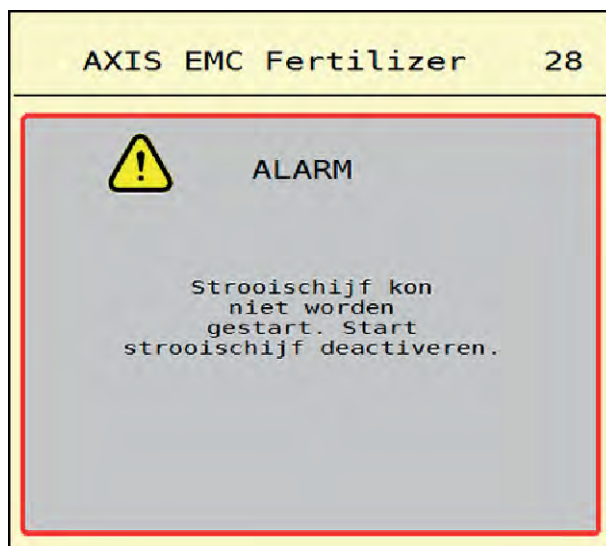 AXIS EMC Fertilizer 28
ALARM
Strooischijf kon
niet worden
gestart. Start
strooischijf deactiveren.